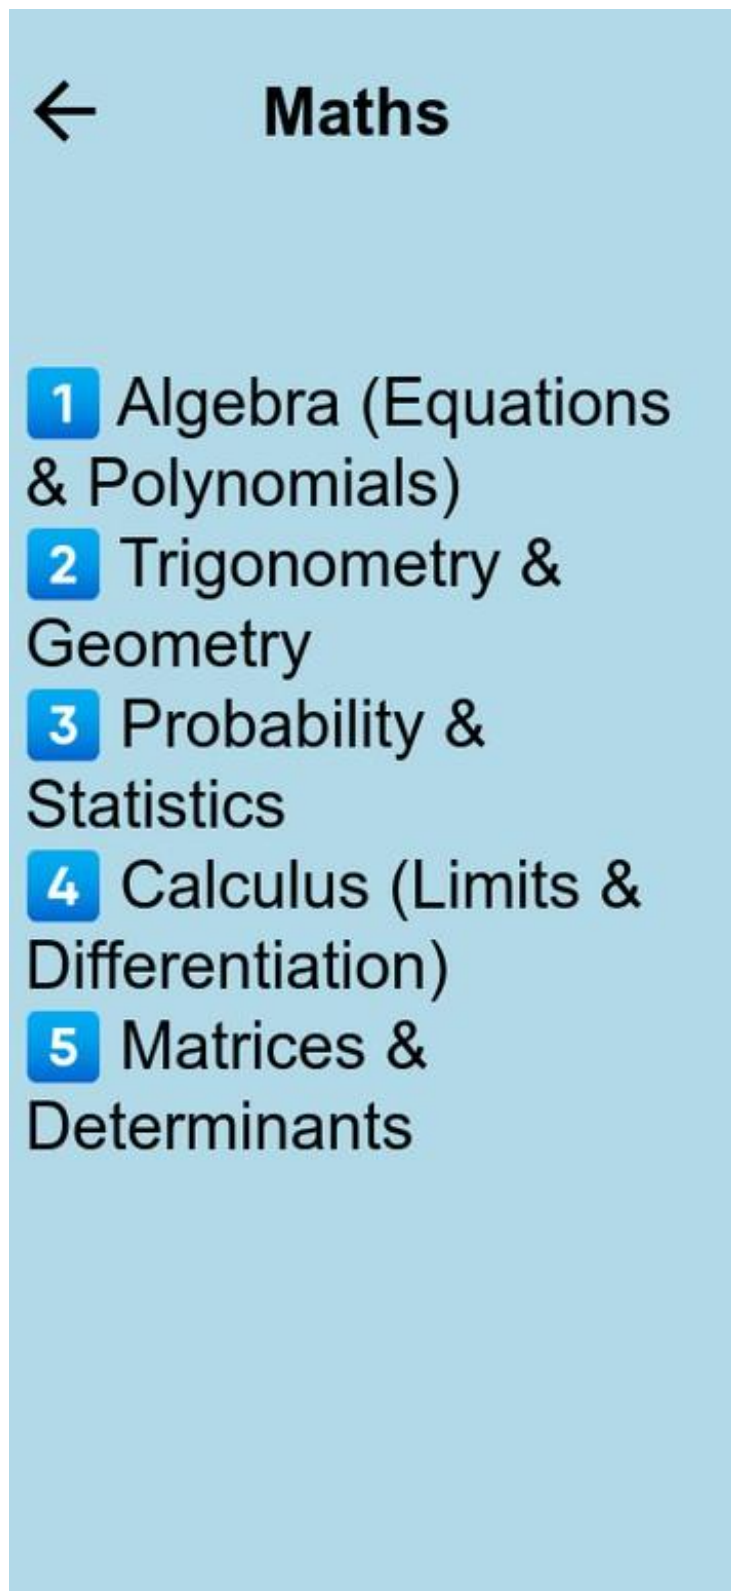 ← Maths
1️⃣ Algebra (Equations
& Polynomials)
2️⃣ Trigonometry &
Geometry
3️⃣ Probability &
Statistics
4️⃣ Calculus (Limits &
Differentiation)
5️⃣ Matrices &
Determinants